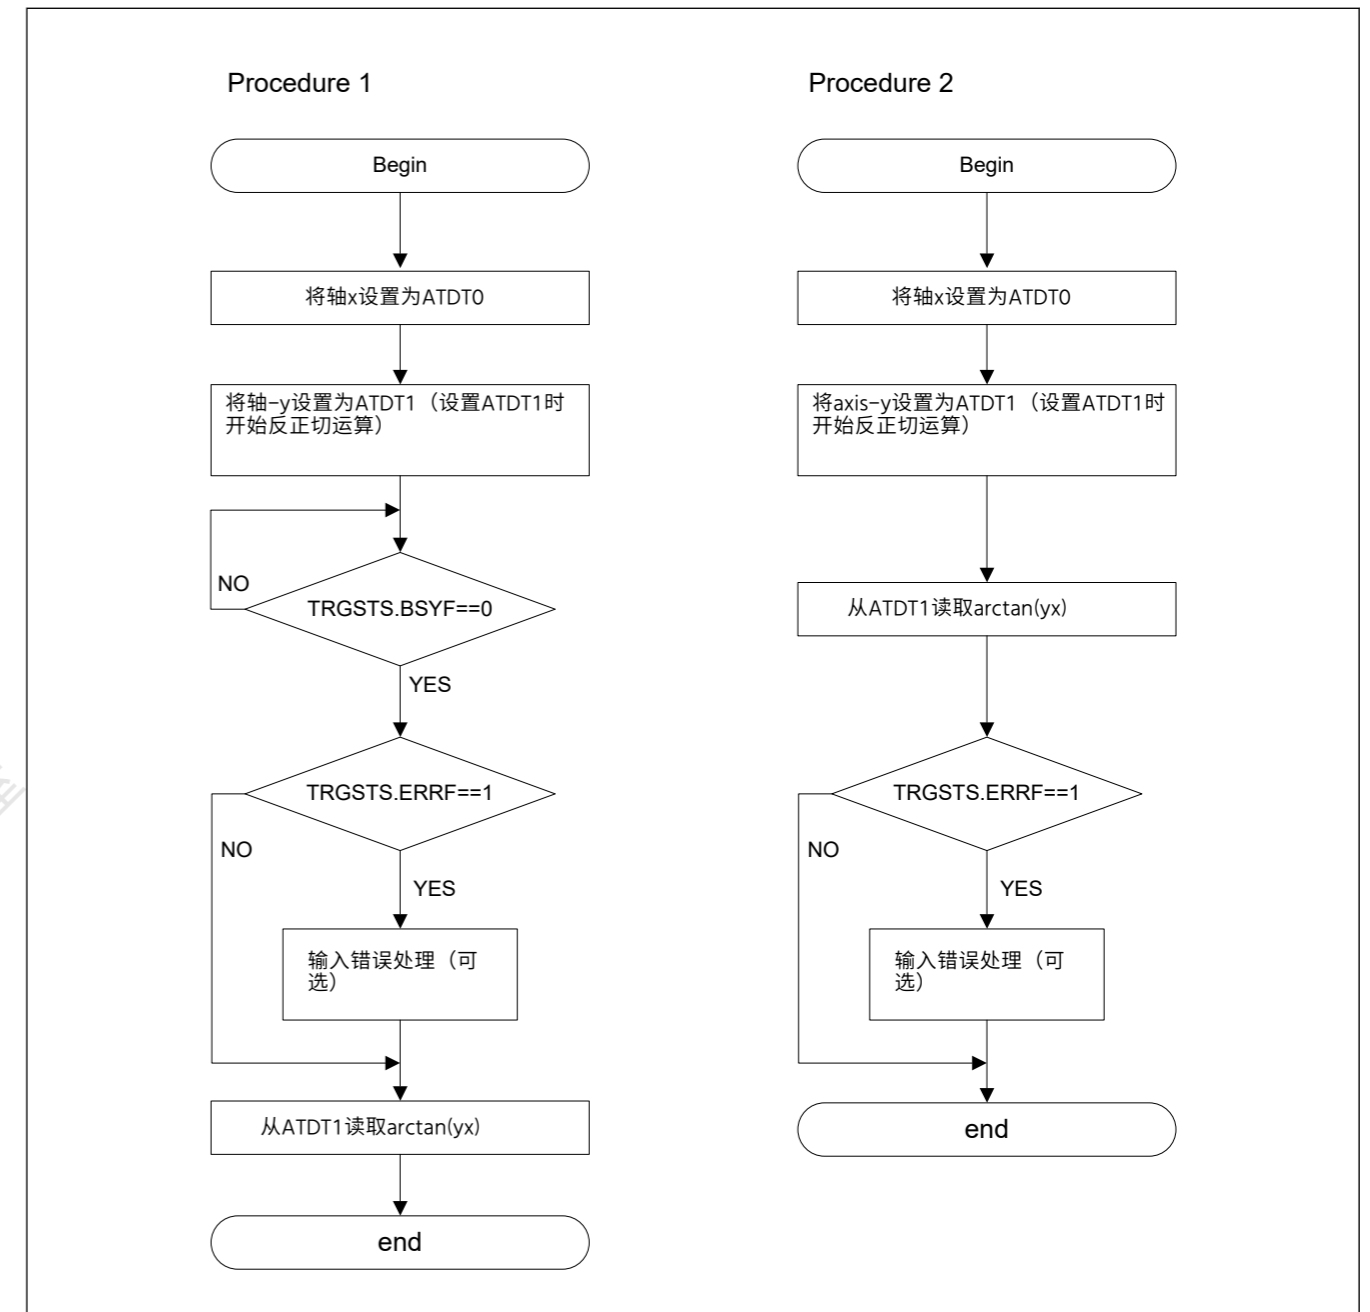 Procedure 1
Begin
将轴x设置为ATDT0
将轴-y设置为ATDT1（设置ATDT1时
开始反正切运算）
NO
TRGSTS.BSYF==0
YES
TRGSTS.ERRF==1
NO
YES
输入错误处理（可
选）
从ATDT1读取arctan(yx)
end
Procedure 2
Begin
将轴x设置为ATDT0
将axis-y设置为ATDT1（设置ATDT1时
开始反正切运算）
从ATDT1读取arctan(yx)
TRGSTS.ERRF==1
NO
YES
输入错误处理（可
选）
end